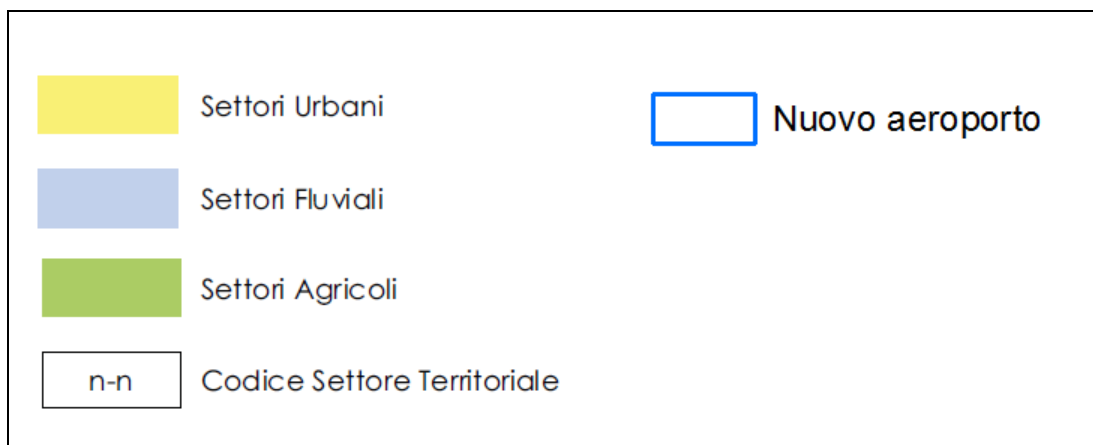 Settori Urbani
Nuovo aeroporto
Settori Fluviali
Settori Agricoli
n-n
Codice Settore Territoriale